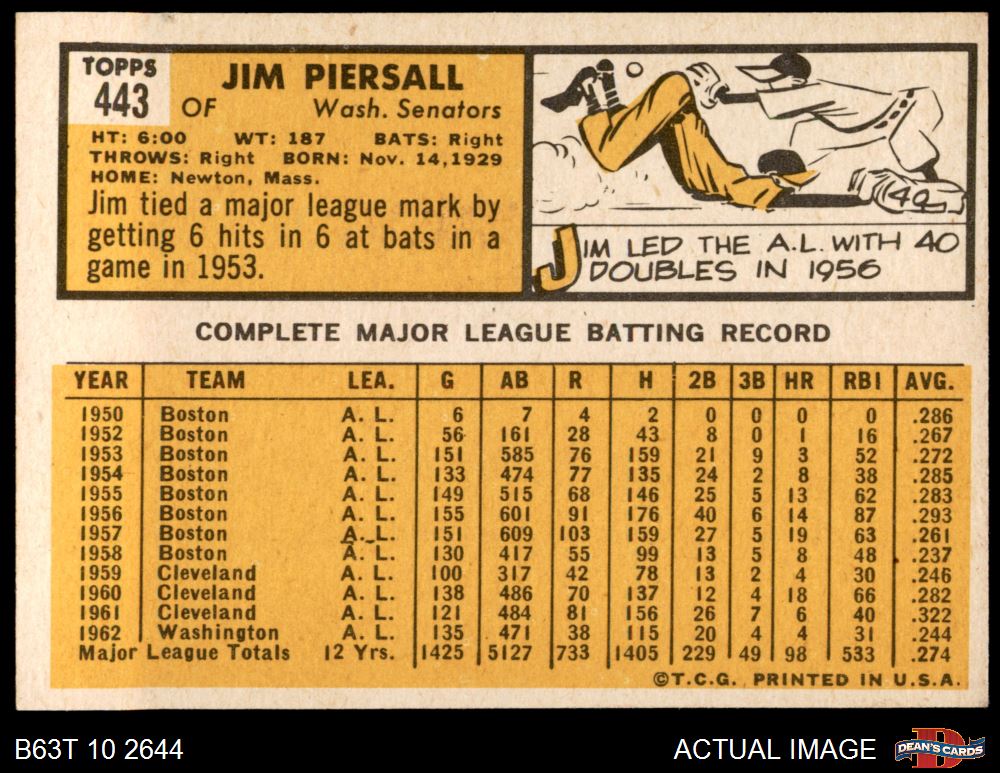 TOPPS
443
JIM PIERSALL
OF Wash. Senators
HT: 6:00 WT: 187 BATS: Right
THROWS: Right BORN: Nov. 14, 1929
HOME: Newton, Mass.
Jim tied a major league mark by
getting 6 hits in 6 at bats in a
game in 1953.
40
JIM LED THE A.L. WITH 40
DOUBLES IN 1956
COMPLETE MAJOR LEAGUE BATTING RECORD
YEAR TEAM LEA. G AB R H 2B 3B HR RBI AVG.
1950 Boston A. L. 6 7 4 2 0 0 0 0 .286
1952 Boston A. L. 56 161 28 43 8 0 1 16 .267
1953 Boston A. L. 151 585 76 159 21 9 3 52 .272
1954 Boston A. L. 133 474 77 135 24 2 8 38 .285
1955 Boston A. L. 149 515 68 146 25 5 13 62 .283
1956 Boston A. L. 155 601 91 176 40 6 14 87 .293
1957 Boston A. L. 151 609 103 159 27 5 19 63 .261
1958 Boston A. L. 130 417 55 99 13 5 8 48 .237
1959 Cleveland A. L. 100 317 42 78 13 2 4 30 .246
1960 Cleveland A. L. 138 486 70 137 12 4 18 66 .282
1961 Cleveland A. L. 121 484 81 156 26 7 6 40 .322
1962 Washington A. L. 135 471 38 115 20 4 4 31 .244
Major League Totals 12 Yrs. 1425 5127 733 1405 229 49 98 533 .274
©T.C.G. PRINTED IN U.S.A.
B63T 10 2644
ACTUAL IMAGE
D
DEAN'S CARDS